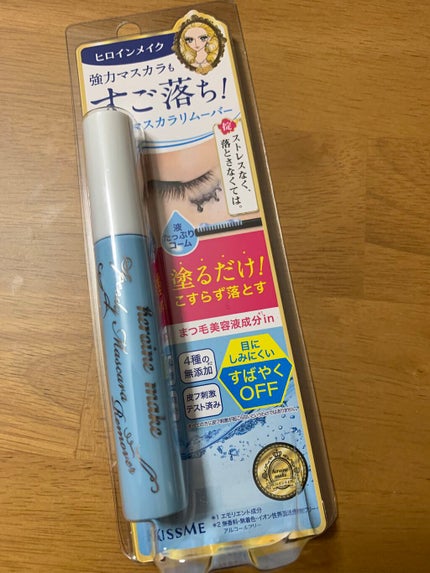 ヒロインメイク
強力マスカラも
すご落ち!
マスカラリムーバー
掟
ストレスなく、
落とさなくては。
液
たっぷり
コーム
塗るだけ!
こすらず落とす
まつ毛美容液成分in
4種の
無添加
目に
しみにくい
すばやく
OFF
皮フ刺激
テスト済み
Speedy Mascara Remover
heroine make
heroine
make
KISSME
*1 エモリエント成分
アルコールフリー